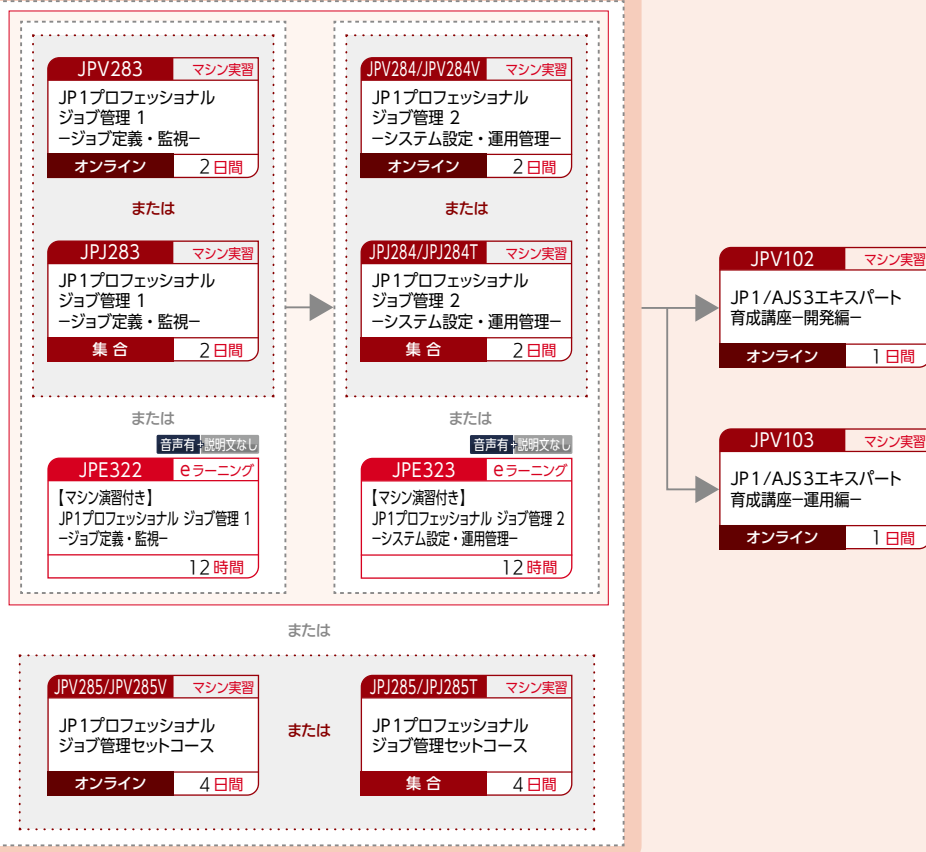 JPV283 マシン実習
JP1プロフェッショナル
ジョブ管理 1
−ジョブ定義・監視−
オンライン 2日間
または
JPJ283 マシン実習
JP1プロフェッショナル
ジョブ管理 1
−ジョブ定義・監視−
集合 2日間
または
音声有+説明文なし
JPE322 eラーニング
【マシン演習付き】
JP1プロフェッショナル ジョブ管理 1
−ジョブ定義・監視−
12時間
JPV284/JPV284V マシン実習
JP1プロフェッショナル
ジョブ管理 2
−システム設定・運用管理−
オンライン 2日間
または
JPJ284/JPJ284T マシン実習
JP1プロフェッショナル
ジョブ管理 2
−システム設定・運用管理−
集合 2日間
または
音声有+説明文なし
JPE323 eラーニング
【マシン演習付き】
JP1プロフェッショナル ジョブ管理 2
−システム設定・運用管理−
12時間
または
JPV285/JPV285V マシン実習
JP1プロフェッショナル
ジョブ管理セットコース
オンライン 4日間
または
JPJ285/JPJ285T マシン実習
JP1プロフェッショナル
ジョブ管理セットコース
集合 4日間
JPV102 マシン実習
JP1/AJS3エキスパート
育成講座−開発編−
オンライン 1日間
JPV103 マシン実習
JP1/AJS3エキスパート
育成講座−運用編−
オンライン 1日間